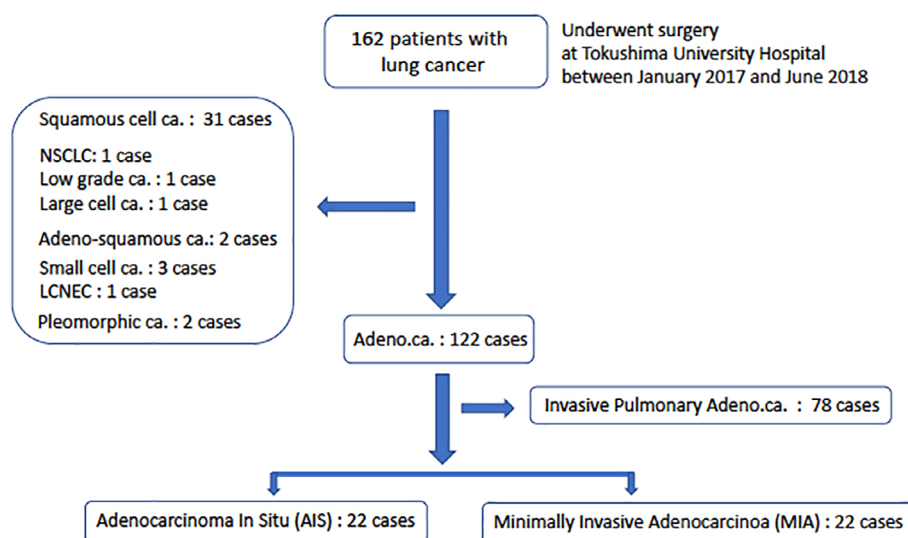 162 patients with
lung cancer
Underwent surgery
at Tokushima University Hospital
between January 2017 and June 2018
Squamous cell ca. : 31 cases
NSCLC: 1 case
Low grade ca. : 1 case
Large cell ca. : 1 case
Adeno-squamous ca.: 2 cases
Small cell ca. : 3 cases
LCNEC : 1 case
Pleomorphic ca. : 2 cases
Adeno.ca. : 122 cases
Invasive Pulmonary Adeno.ca. : 78 cases
Adenocarcinoma In Situ (AIS) : 22 cases
Minimally Invasive Adenocarcinoa (MIA) : 22 cases